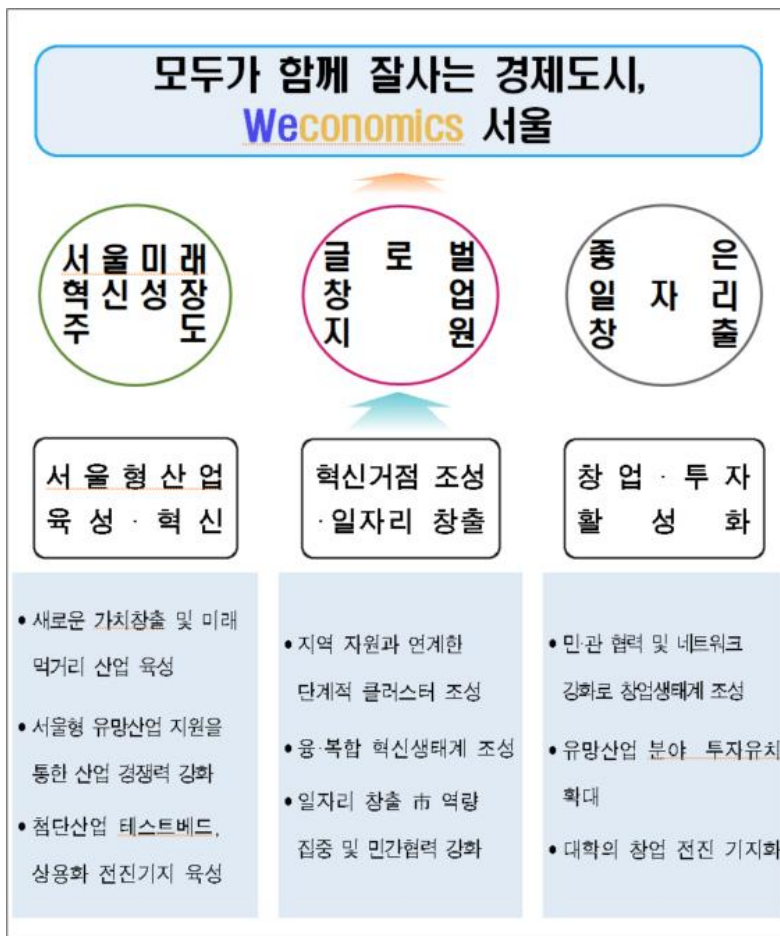 모두가 함께 잘사는 경제도시,
Weconomics 서울
서울미래
혁신성장
주도
글로벌
창업
지원
좋은
일자리
창출
서울형산업
육성·혁신
혁신거점 조성
·일자리 창출
창업·투자
활성화
• 새로운 가치창출 및 미래
먹거리 산업 육성
• 서울형 유망산업 지원을
통한 산업 경쟁력 강화
• 첨단산업 테스트베드,
상용화 전진기지 육성
• 지역 자원과 연계한
단계적 클러스터 조성
• 융·복합 혁신생태계 조성
• 일자리 창출 市 역량
집중 및 민간협력 강화
• 민·관 협력 및 네트워크
강화로 창업생태계 조성
• 유망산업 분야 투자유치
확대
• 대학의 창업 전진 기지화